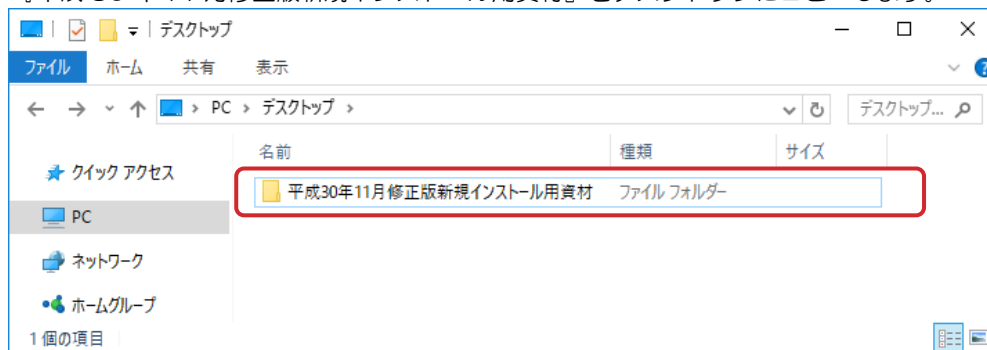 デスクトップ
ファイル ホーム 共有 表示
PC デスクトップ デスクトップ...
名前 種類 サイズ
クイック アクセス
平成30年11月修正版新規インストール用資材 ファイル フォルダー
PC
ネットワーク
ホームグループ
1 個の項目